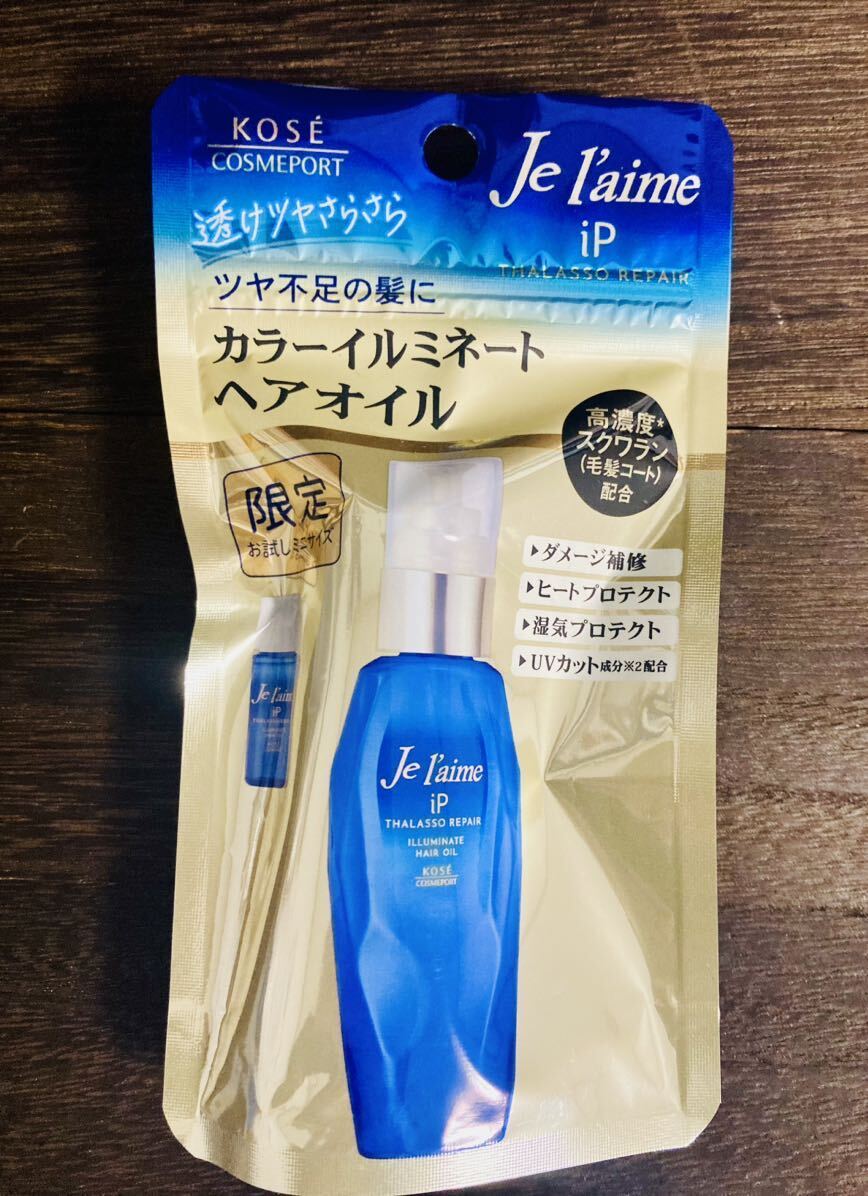 KOSÉ
COSMEPORT
Je l'aime
iP
THALASSO REPAIR
透けツヤさらさら
ツヤ不足の髪に
カラーイルミネート
ヘアオイル
高濃度*
スクワラン
(毛髪コート)
配合
限定
お試しミニサイズ
▶ダメージ補修
▶ヒートプロテクト
▶湿気プロテクト
▶UVカット成分※2配合
Je l'aime
iP
Je l'aime
iP
THALASSO REPAIR
ILLUMINATE
HAIR OIL
KOSÉ
COSMEPORT